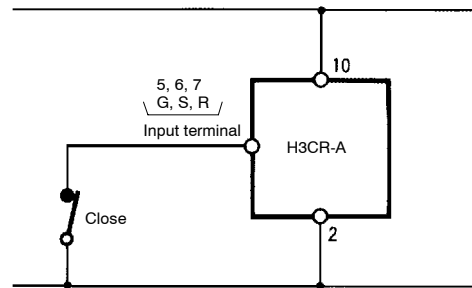 10
5, 6, 7
G, S, R
Input terminal
H3CR-A
Close
2